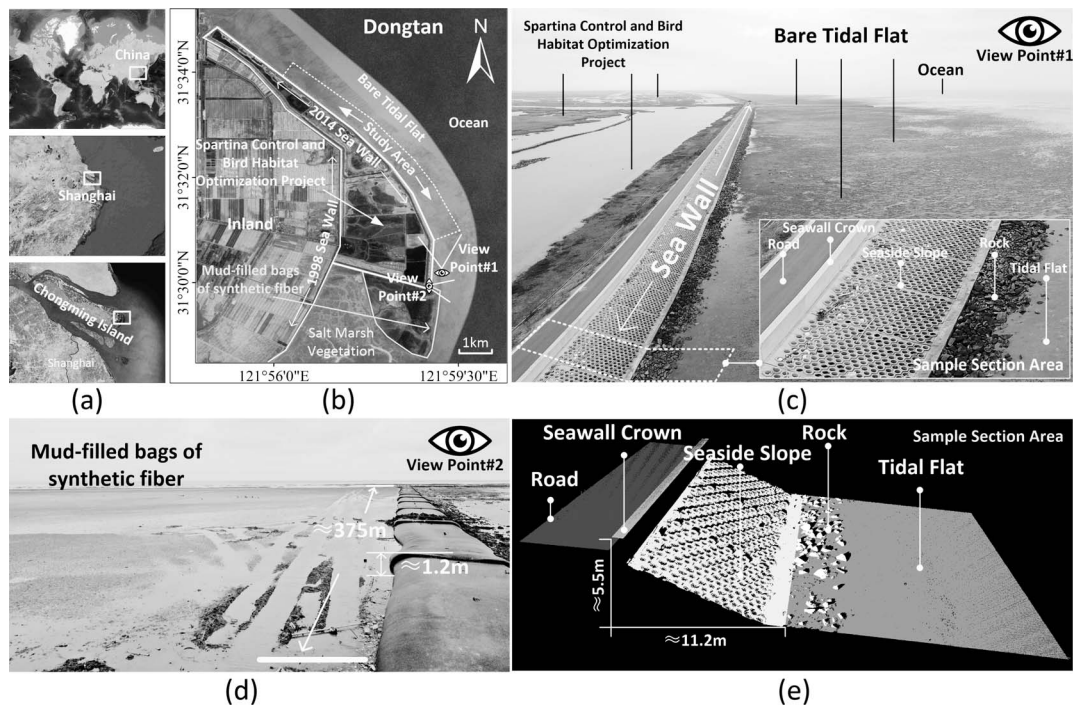 China
Shanghai
Chongming Island
Shanghai
(a)
Dongtan
N
31°34'0"N
31°32'0"N
31°30'0"N
Bare Tidal Flat
Ocean
2014 Sea Wall
Study Area
Spartina Control and
Bird Habitat
Optimization Project
Inland
1998 Sea Wall
View
Point#1
View
Point#2
Mud-filled bags
of synthetic fiber
Salt Marsh
Vegetation
1km
121°56'0"E
121°59'30"E
(b)
Spartina Control and Bird
Habitat Optimization
Project
Bare Tidal Flat
View Point#1
Ocean
Sea Wall
Seawall Crown
Road
Seaside Slope
Rock
Tidal Flat
Sample Section Area
(c)
Mud-filled bags of
synthetic fiber
View Point#2
≈375m
≈1.2m
(d)
Seawall Crown
Rock
Sample Section Area
Seaside Slope
Road
Tidal Flat
≈5.5m
≈11.2m
(e)